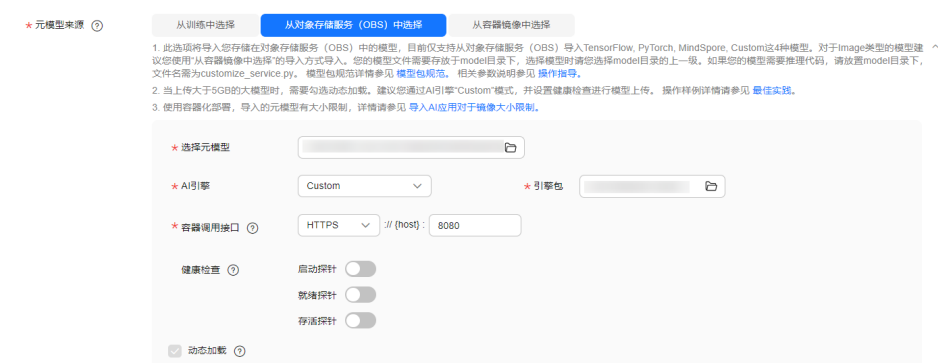 * 元模型来源 ?
从训练中选择 从对象存储服务（OBS）中选择 从容器镜像中选择
1. 此选项将导入您存储在对象存储服务（OBS）中的模型，目前仅支持从对象存储服务（OBS）导入TensorFlow, PyTorch, MindSpore, Custom这4种模型。对于Image类型的模型建
议您使用“从容器镜像中选择”的导入方式导入。您的模型文件需要存放于model目录下，选择模型时请您选择model目录的上一级。如果您的模型需要推理代码，请放置model目录下，
文件名需为customize_service.py。 模型包规范详情参见 模型包规范。 相关参数说明参见 操作指导。
2. 当上传大于5GB的大模型时，需要勾选动态加载。建议您通过AI引擎“Custom”模式，并设置健康检查进行模型上传。 操作样例详情请参见 最佳实践。
3. 使用容器化部署，导入的元模型有大小限制，详情请参见 导入AI应用对于镜像大小限制。
* 选择元模型
* AI引擎 Custom * 引擎包
* 容器调用接口 ? HTTPS :// {host} : 8080
健康检查 ? 启动探针
就绪探针
存活探针
动态加载 ?